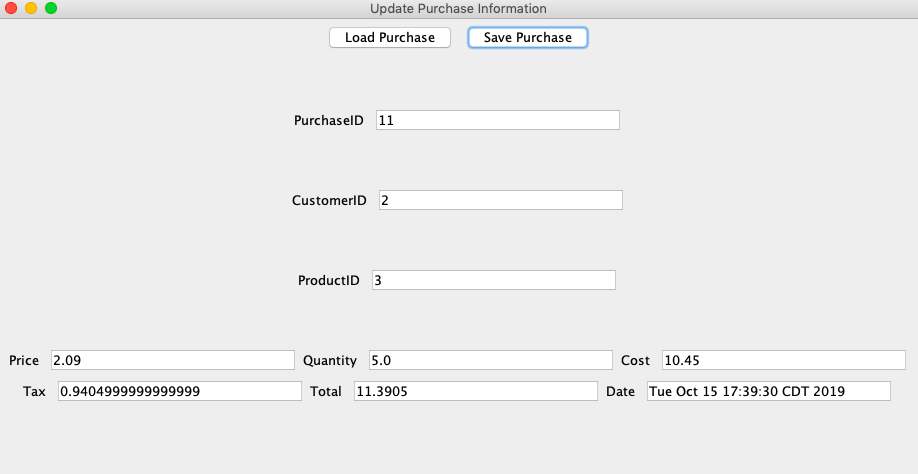 Update Purchase Information
Load Purchase Save Purchase
PurchaseID 11
CustomerID 2
ProductID 3
Price 2.09 Quantity 5.0 Cost 10.45
Tax 0.9404999999999999 Total 11.3905 Date Tue Oct 15 17:39:30 CDT 2019